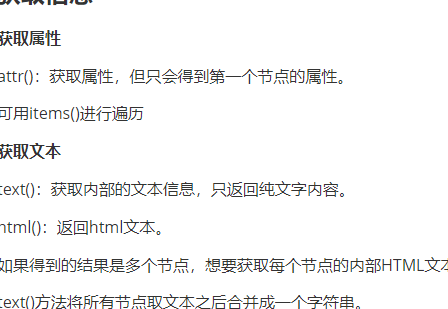 获取信息
获取属性
attr()：获取属性，但只会得到第一个节点的属性。
可用items()进行遍历
获取文本
text()：获取内部的文本信息，只返回纯文字内容。
html()：返回html文本。
如果得到的结果是多个节点，想要获取每个节点的内部HTML文本
text()方法将所有节点取文本之后合并成一个字符串。